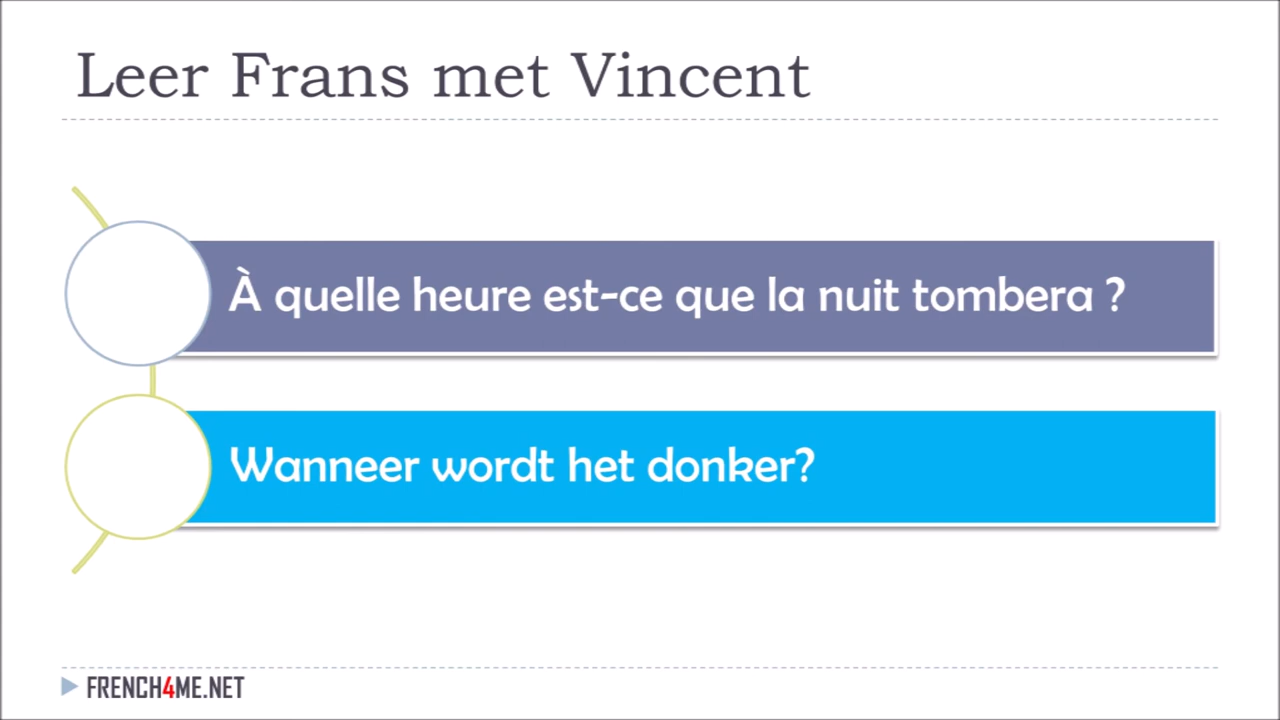 Leer Frans met Vincent
À quelle heure est-ce que la nuit tombera ?
Wanneer wordt het donker?
FRENCH4ME.NET